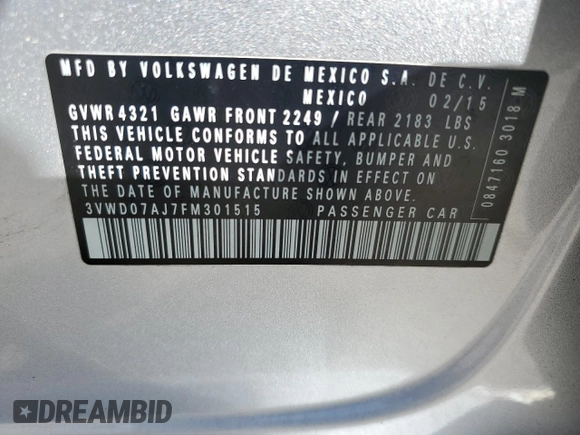 MFD BY VOLKSWAGEN DE MEXICO S.A. DE C.V.
MEXICO 02/15
GVWR 4321 GAWR FRONT 2249 / REAR 2183 LBS
THIS VEHICLE CONFORMS TO ALL APPLICABLE U.S.
FEDERAL MOTOR VEHICLE SAFETY, BUMPER AND
THEFT PREVENTION STANDARDS IN EFFECT ON
THE DATE OF MANUFACTURE SHOWN ABOVE.
3VWD07AJ7FM301515 PASSENGER CAR
0847160 3018 M
DREAMBID